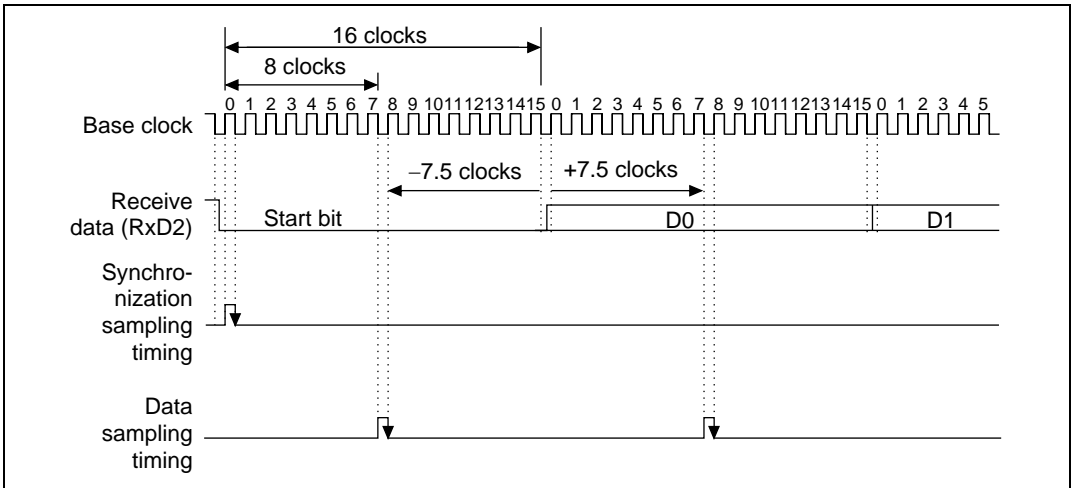 16 clocks
8 clocks
0 1 2 3 4 5 6 7 8 9 10 11 12 13 14 15 0 1 2 3 4 5 6 7 8 9 10 11 12 13 14 15 0 1 2 3 4 5
Base clock
−7.5 clocks +7.5 clocks
Receive
data (RxD2)
Start bit D0 D1
Synchro-
nization
sampling
timing
Data
sampling
timing